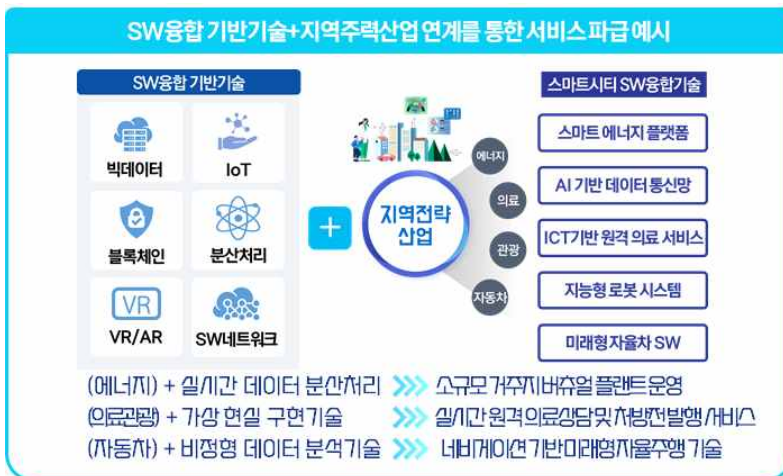 SW융합 기반기술+지역주력산업 연계를 통한 서비스 파급 예시
SW융합 기반기술
빅데이터
IoT
블록체인
분산처리
VR
VR/AR
SW네트워크
+
지역전략
산업
에너지
의료
관광
자동차
스마트시티 SW융합기술
스마트 에너지 플랫폼
AI 기반 데이터 통신망
ICT기반 원격 의료 서비스
지능형 로봇 시스템
미래형 자율차 SW
(에너지) + 실시간 데이터 분산처리 >>> 소규모 거주지 버츄얼 플랜트 운영
(의료관광) + 가상 현실 구현기술 >>> 실시간 원격 의료상담 및 처방전 발행 서비스
(자동차) + 비정형 데이터 분석기술 >>> 네비게이션 기반 미래형 자율주행 기술